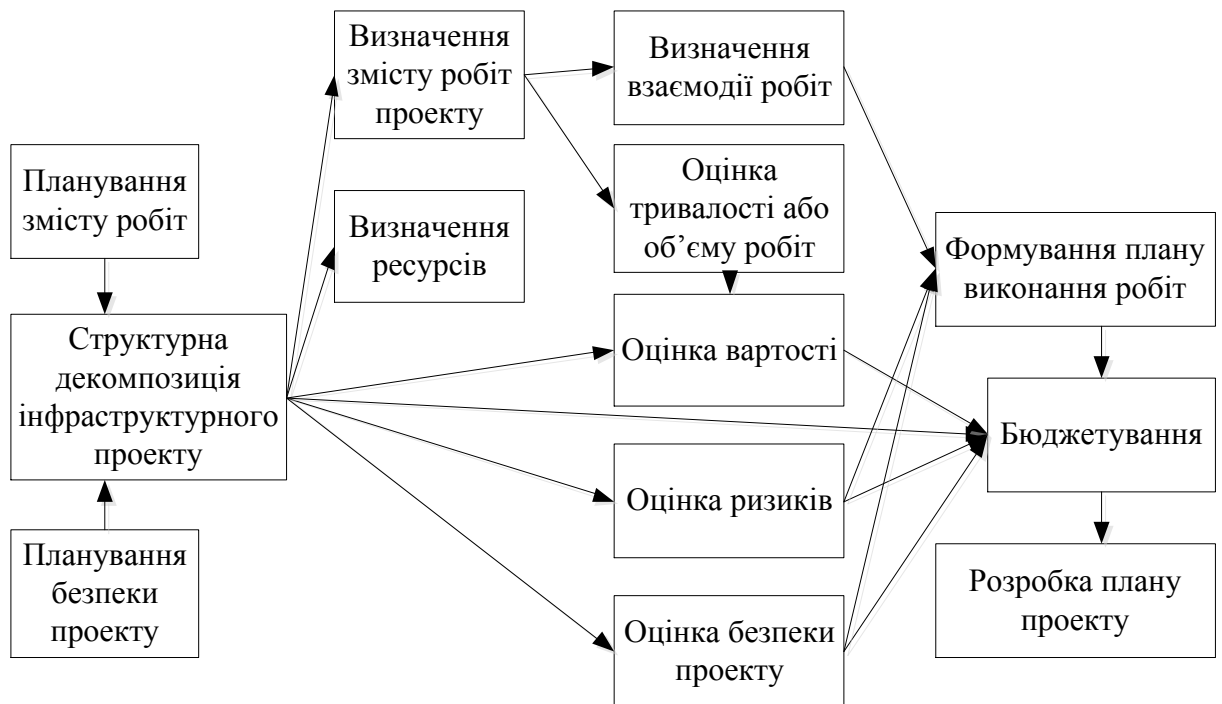 Планування
змісту робіт
Структурна
декомпозиція
інфраструктурного
проекту
Планування
безпеки
проекту
Визначення
змісту робіт
проекту
Визначення
ресурсів
Визначення
взаємодії робіт
Оцінка
тривалості або
об’єму робіт
Оцінка вартості
Оцінка ризиків
Оцінка безпеки
проекту
Формування плану
виконання робіт
Бюджетування
Розробка плану
проекту